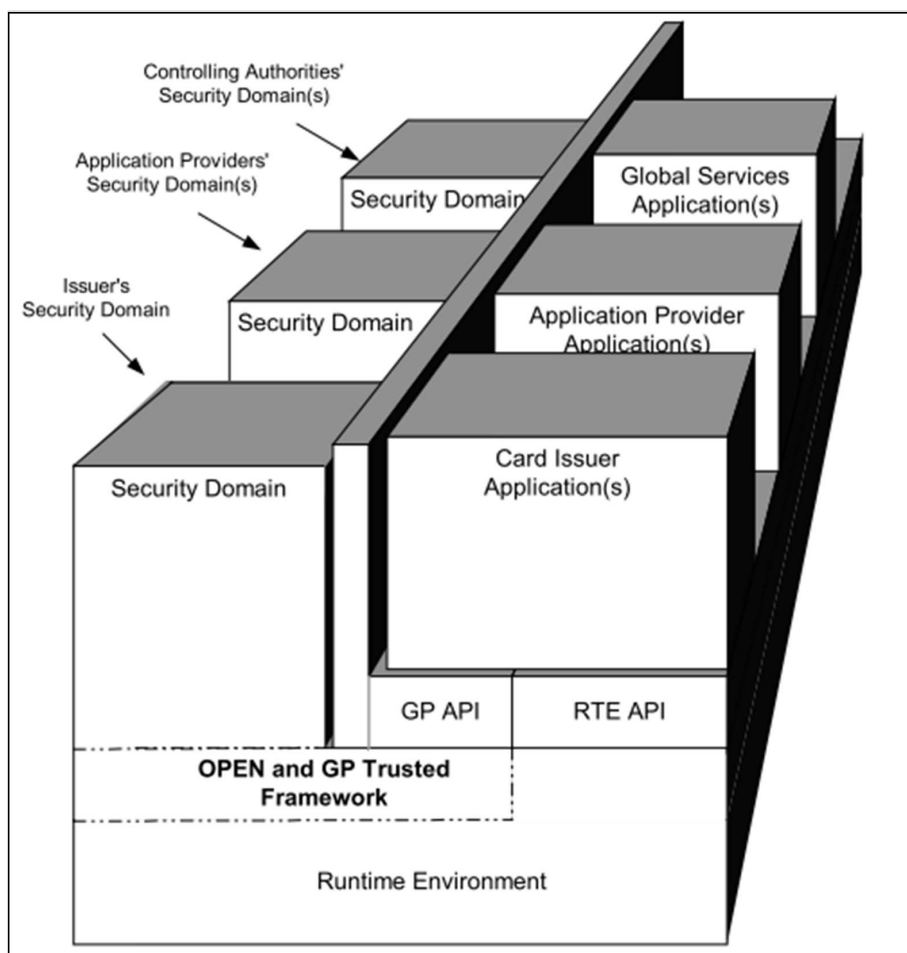 Controlling Authorities'
Security Domain(s)
Application Providers'
Security Domain(s)
Issuer's
Security Domain
Security Domain
Global Services
Application(s)
Security Domain
Application Provider
Application(s)
Security Domain
Card Issuer
Application(s)
GP API
RTE API
OPEN and GP Trusted
Framework
Runtime Environment